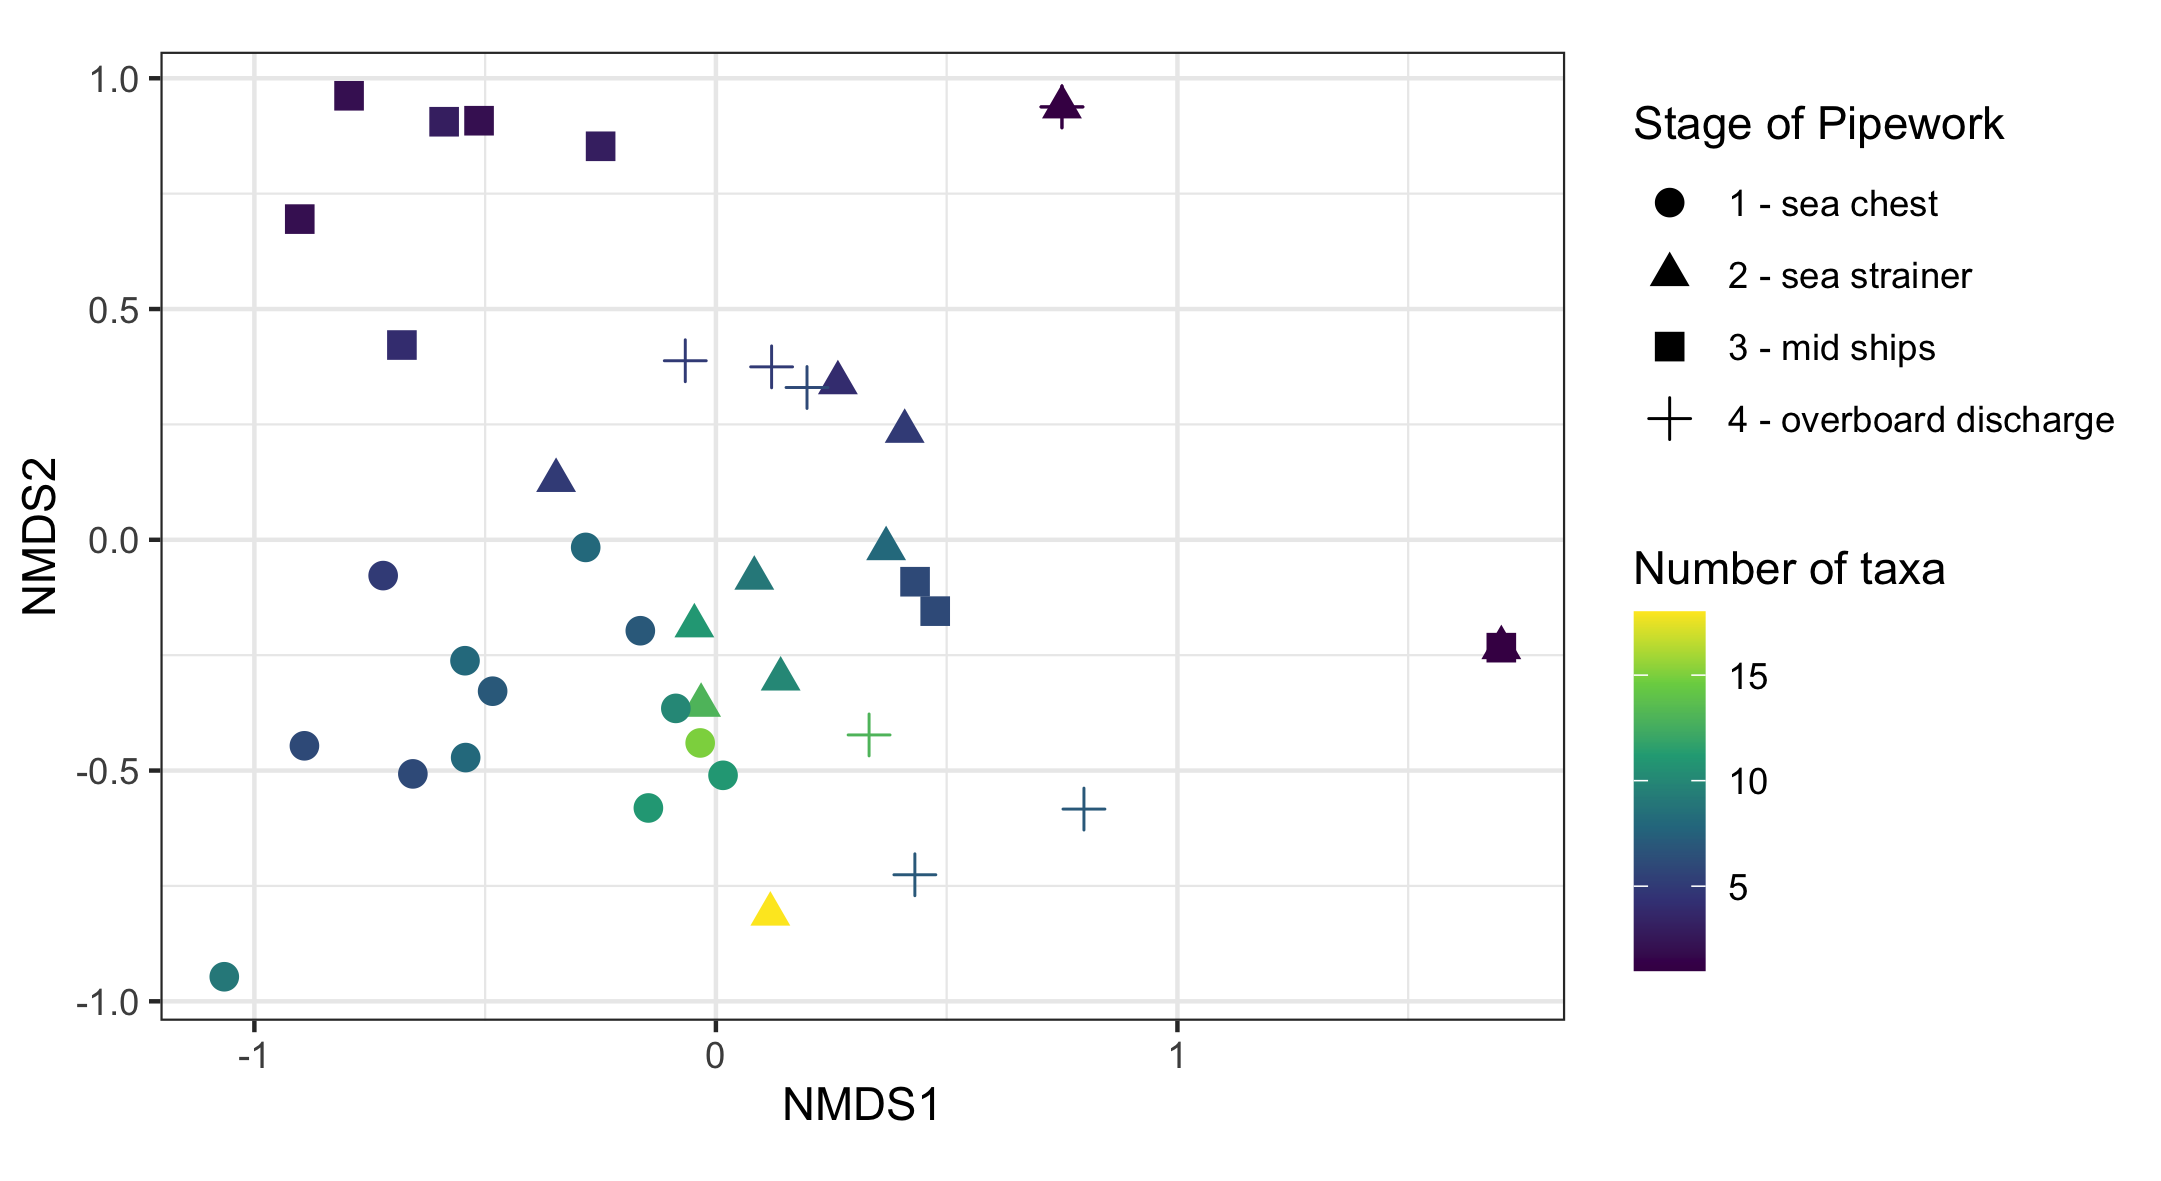 1.0
0.5
0.0
-0.5
-1.0
NMDS2
-1
0
1
NMDS1
Stage of Pipework
1 - sea chest
2 - sea strainer
3 - mid ships
4 - overboard discharge
Number of taxa
15
10
5